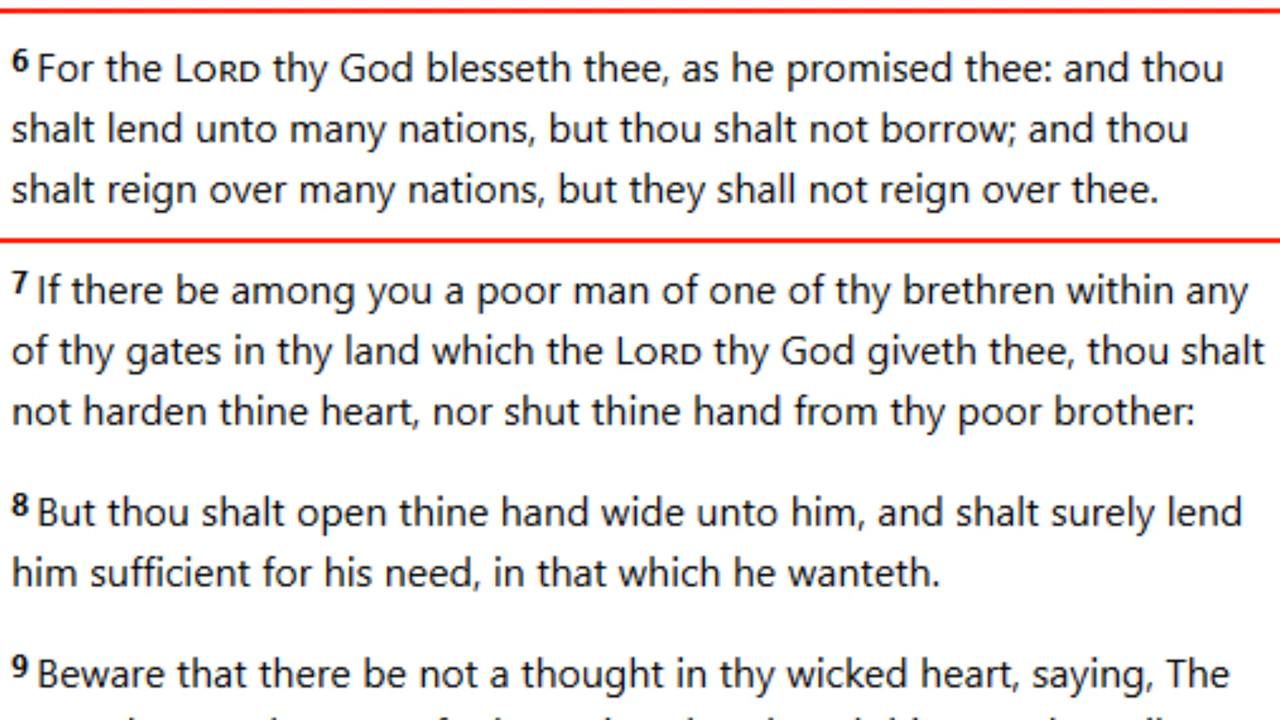 6 For the LORD thy God blesseth thee, as he promised thee: and thou
shalt lend unto many nations, but thou shalt not borrow; and thou
shalt reign over many nations, but they shall not reign over thee.
7 If there be among you a poor man of one of thy brethren within any
of thy gates in thy land which the LORD thy God giveth thee, thou shalt
not harden thine heart, nor shut thine hand from thy poor brother:
8 But thou shalt open thine hand wide unto him, and shalt surely lend
him sufficient for his need, in that which he wanteth.
9 Beware that there be not a thought in thy wicked heart, saying, The